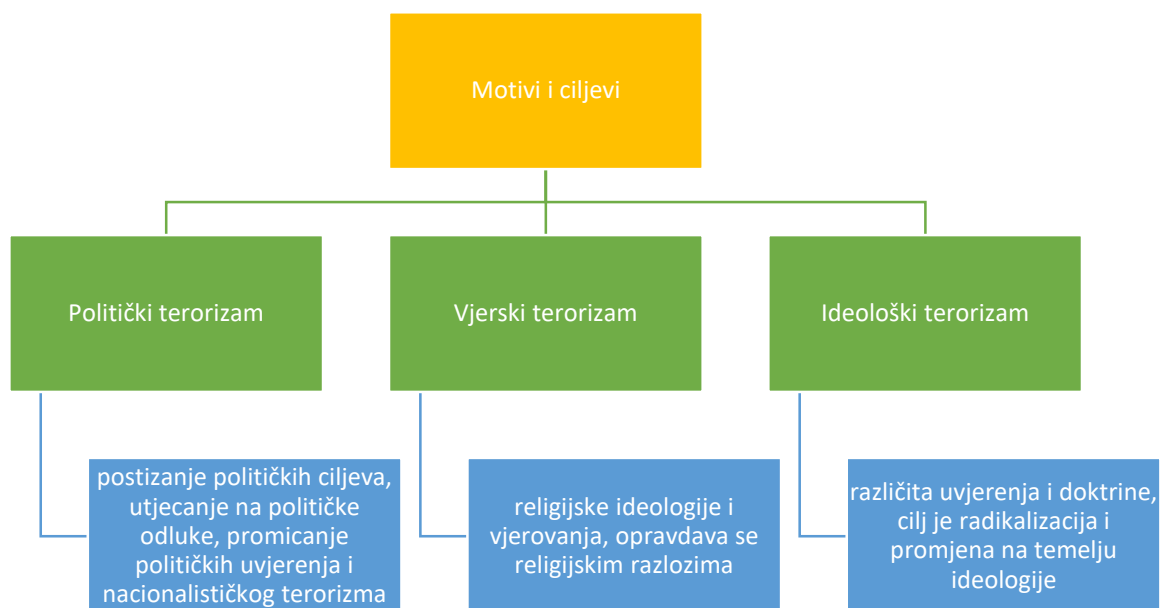 Motivi i ciljevi
Politički terorizam
Vjerski terorizam
Ideološki terorizam
postizanje političkih ciljeva,
utjecanje na političke
odluke, promicanje
političkih uvjerenja i
nacionalističkog terorizma
religijske ideologije i
vjerovanja, opravdava se
religijskim razlozima
različita uvjerenja i doktrine,
cilj je radikalizacija i
promjena na temelju
ideologije